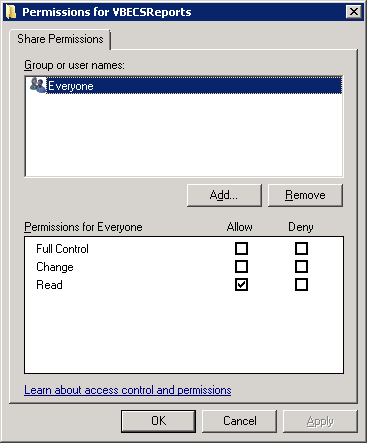 Permissions for VBECSReports
Share Permissions
Group or user names:
Everyone
Add... Remove
Permissions for Everyone Allow Deny
Full Control
Change
Read
Learn about access control and permissions
OK Cancel Apply